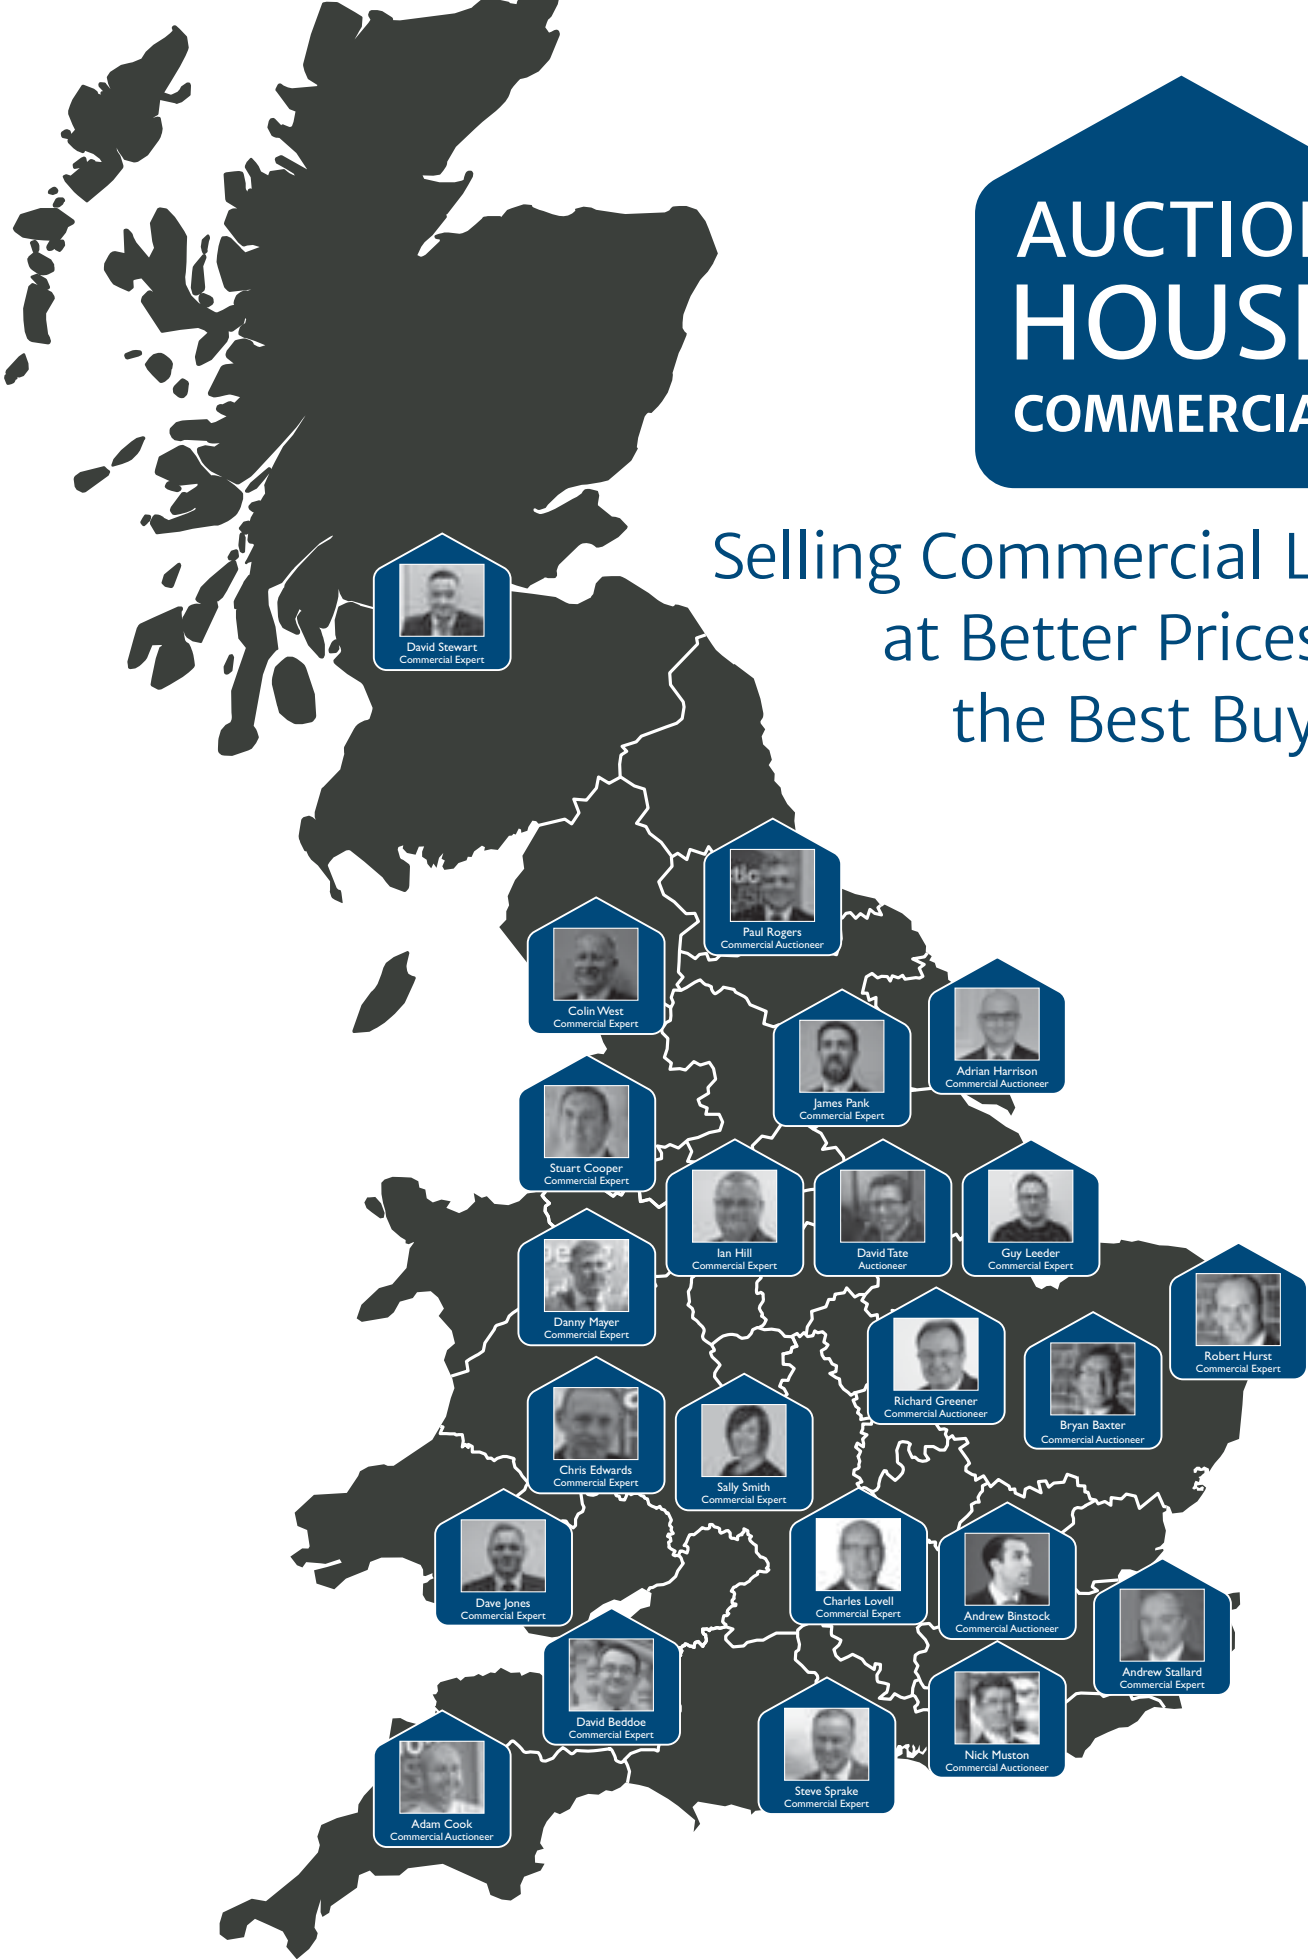 AUCTIO
HOUS
COMMERCIA
Selling Commercial L
at Better Prices
the Best Buy
David Stewart
Commercial Expert
tic
Paul Rogers
Commercial Auctioneer
Colin West
Commercial Expert
Adrian Harrison
Commercial Auctioneer
James Pank
Commercial Expert
Stuart Cooper
Commercial Expert
Ian Hill
Commercial Expert
David Tate
Auctioneer
Guy Leeder
Commercial Expert
Danny Mayer
Commercial Expert
Robert Hurst
Commercial Expert
Richard Greener
Commercial Auctioneer
Bryan Baxter
Commercial Auctioneer
Chris Edwards
Commercial Expert
Sally Smith
Commercial Expert
Dave Jones
Commercial Expert
Charles Lovell
Commercial Expert
Andrew Binstock
Commercial Auctioneer
Andrew Stallard
Commercial Expert
David Beddoe
Commercial Expert
Nick Muston
Commercial Auctioneer
Steve Sprake
Commercial Expert
Adam Cook
Commercial Auctioneer